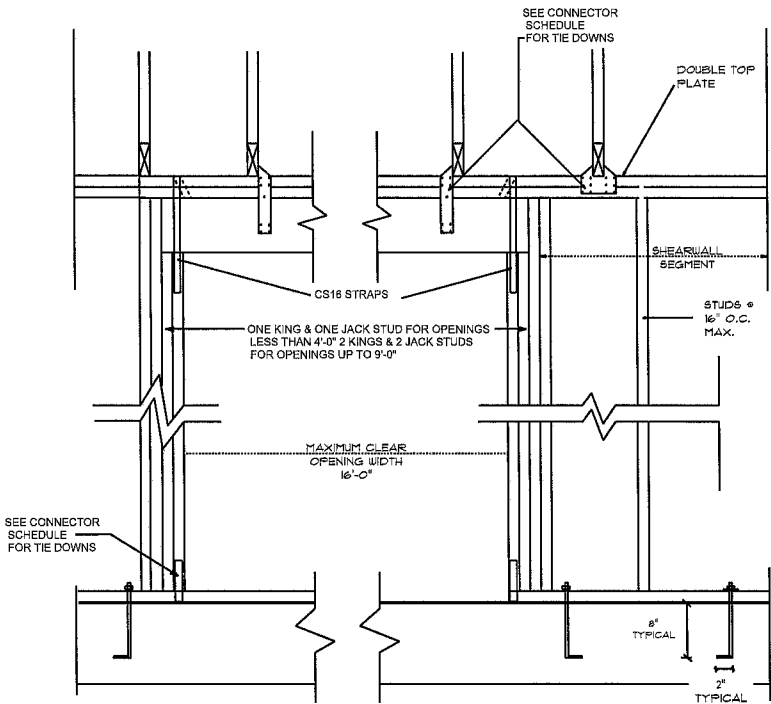 SEE CONNECTOR
SCHEDULE
FOR TIE DOWNS
DOUBLE TOP
PLATE
SHEARWALL
SEGMENT
CS16 STRAPS
STUDS @
16" O.C.
MAX.
ONE KING & ONE JACK STUD FOR OPENINGS
LESS THAN 4'-0" 2 KINGS & 2 JACK STUDS
FOR OPENINGS UP TO 9'-0"
MAXIMUM CLEAR
OPENING WIDTH
16'-0"
SEE CONNECTOR
SCHEDULE
FOR TIE DOWNS
8"
TYPICAL
2"
TYPICAL